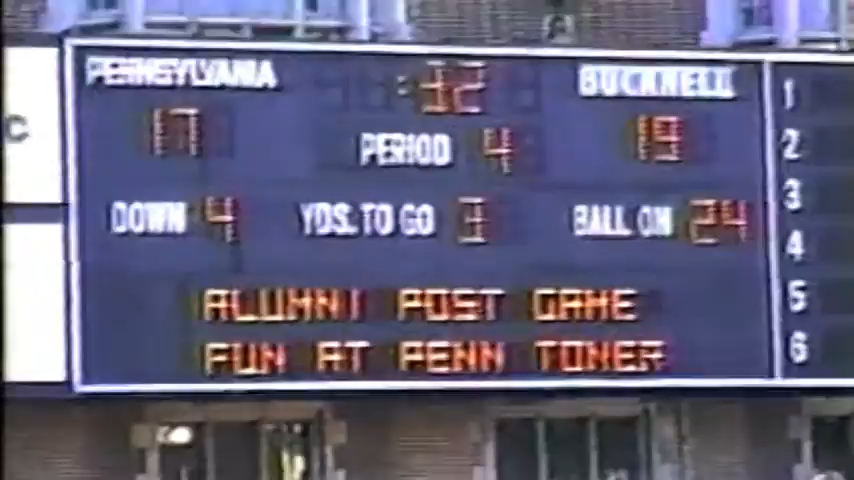 PENNSYLVANIA :32 BUCKNELL
17 PERIOD 4 19
DOWN 4 YDS. TO GO 3 BALL ON 24
ALUMNI POST GAME
FUN AT PENN TOWER
C
1
2
3
4
5
6